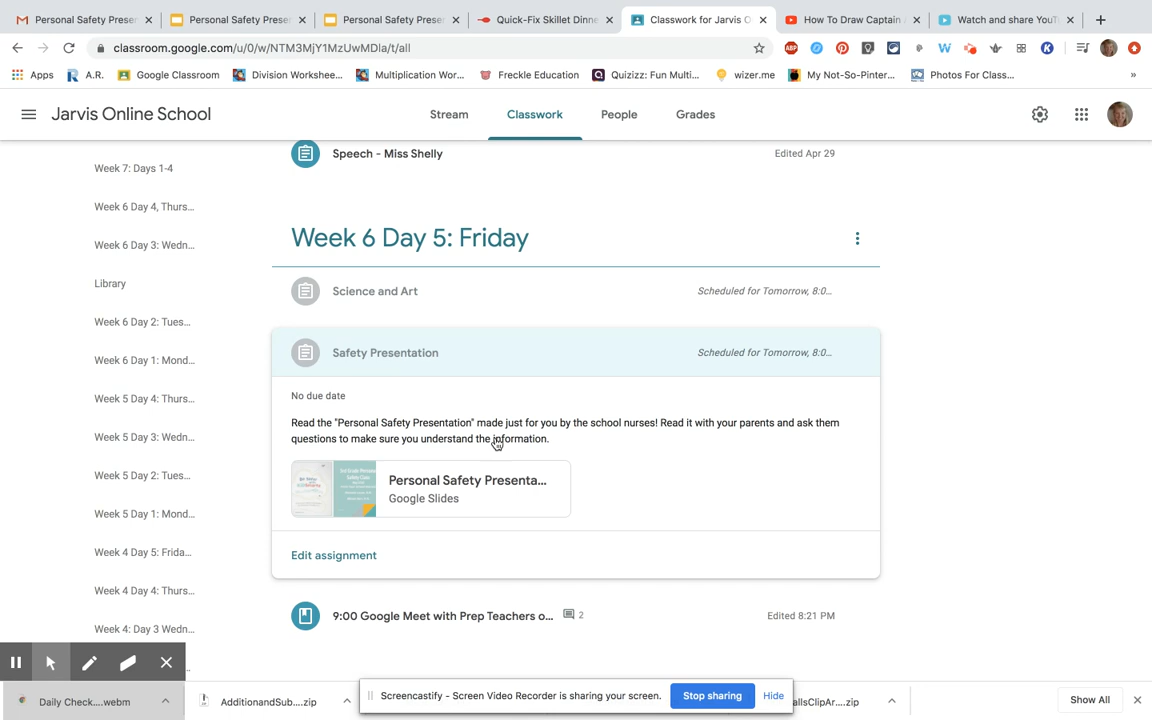 Personal Safety Presen
Personal Safety Presen
Personal Safety Presen
Quick-Fix Skillet Dinne
Classwork for Jarvis O
How To Draw Captain
Watch and share YouT
classroom.google.com/u/0/w/NTM3MjY1MzUwMDla/t/all
Apps
A.R.
Google Classroom
Division Workshee...
Multiplication Wor...
Freckle Education
Quizizz: Fun Multi...
wizer.me
My Not-So-Pinter...
Photos For Class...
Jarvis Online School
Stream
Classwork
People
Grades
Week 7: Days 1-4
Week 6 Day 4, Thurs...
Week 6 Day 3: Wedn...
Library
Week 6 Day 2: Tues...
Week 6 Day 1: Mond...
Week 5 Day 4: Thurs...
Week 5 Day 3: Wedn...
Week 5 Day 2: Tues...
Week 5 Day 1: Mond...
Week 4 Day 5: Frida...
Week 4 Day 4: Thurs...
Week 4: Day 3 Wedn...
Speech - Miss Shelly
Edited Apr 29
Week 6 Day 5: Friday
Science and Art
Scheduled for Tomorrow, 8:0...
Safety Presentation
Scheduled for Tomorrow, 8:0...
No due date
Read the "Personal Safety Presentation" made just for you by the school nurses! Read it with your parents and ask them
questions to make sure you understand the information.
Personal Safety Presenta...
Google Slides
Edit assignment
9:00 Google Meet with Prep Teachers o...
2
Edited 8:21 PM
Daily Check....webm
AdditionandSub....zip
Screencastify - Screen Video Recorder is sharing your screen.
Stop sharing
Hide
allsClipAr....zip
Show All